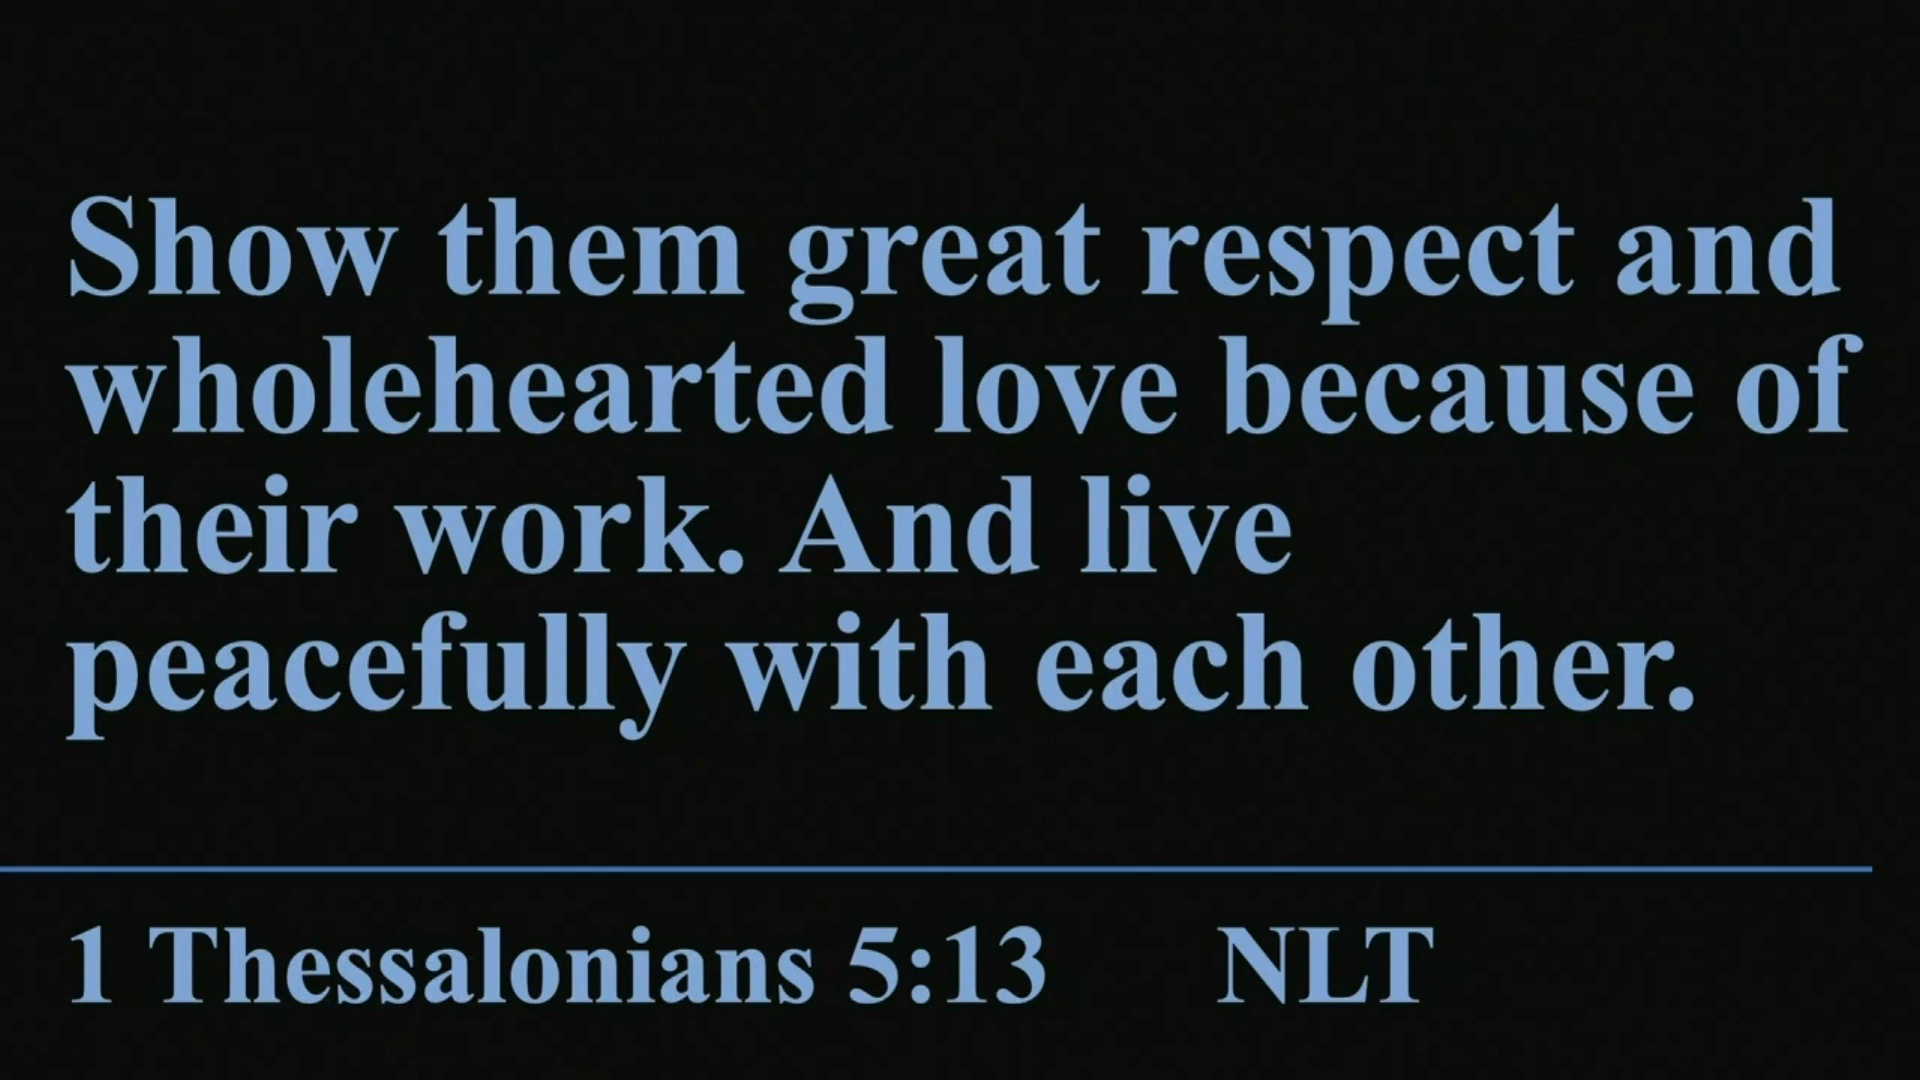 Show them great respect and
wholehearted love because of
their work. And live
peacefully with each other.
1 Thessalonians 5:13 NLT